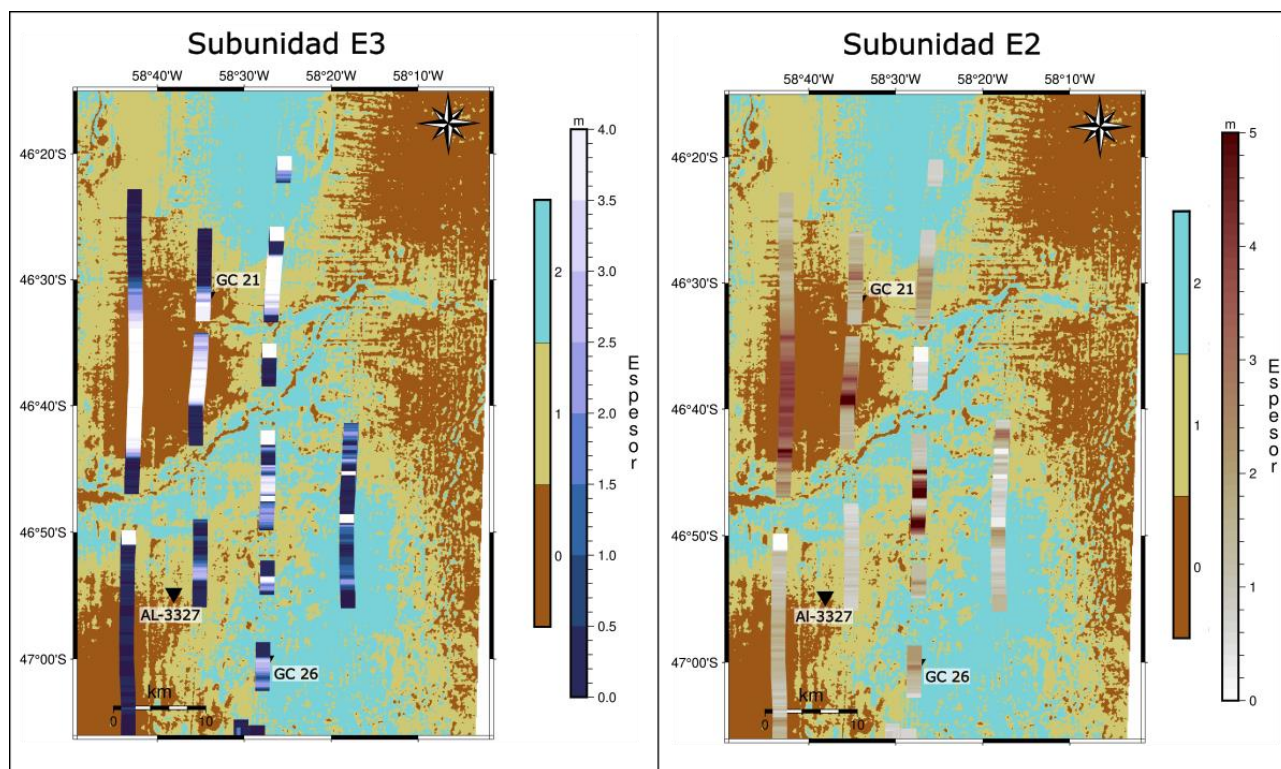 Subunidad E3
58°40'W 58°30'W 58°20'W 58°10'W
46°20'S
46°30'S
46°40'S
46°50'S
47°00'S
GC 21
AL-3327
GC 26
km
0 10
2
1
0
m
4.0
3.5
3.0
2.5
2.0
1.5
1.0
0.5
0.0
Espesor
Subunidad E2
58°40'W 58°30'W 58°20'W 58°10'W
46°20'S
46°30'S
46°40'S
46°50'S
47°00'S
GC 21
Al-3327
GC 26
km
0 10
2
1
0
m
5
4
3
2
1
0
Espesor